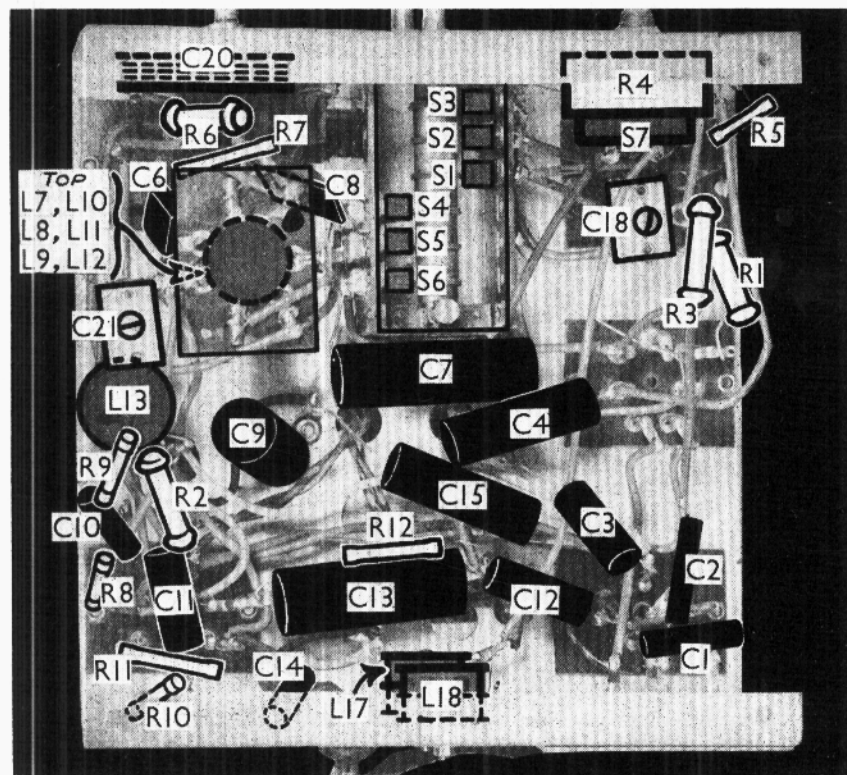 C20
R4
S3
S2
S1
S7
R5
R6
R7
TOP
L7, L10
L8, L11
L9, L12
C6
C8
S4
S5
S6
C18
R1
R3
C21
C7
L13
C9
C4
R9
R2
C15
C10
R12
C3
R8
C11
C13
C12
C2
C1
R11
C14
R10
L17
L18